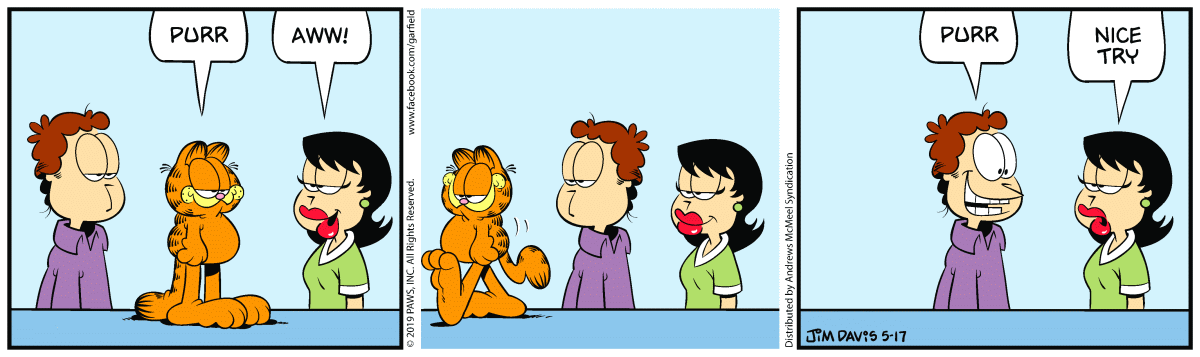 PURR
AWW!
© 2019 PAWS, INC. All Rights Reserved.
www.facebook.com/garfield
Distributed by Andrews McMeel Syndication
PURR
NICE
TRY
JIM DAVIS 5-17